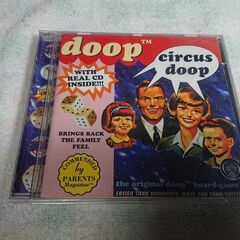 doop™
circus
doop
WITH
REAL CD
INSIDE!!!
BRINGS BACK
THE FAMILY
FEEL
COMMENDED
by
PARENTS
Magazine
the original doop™ board-game